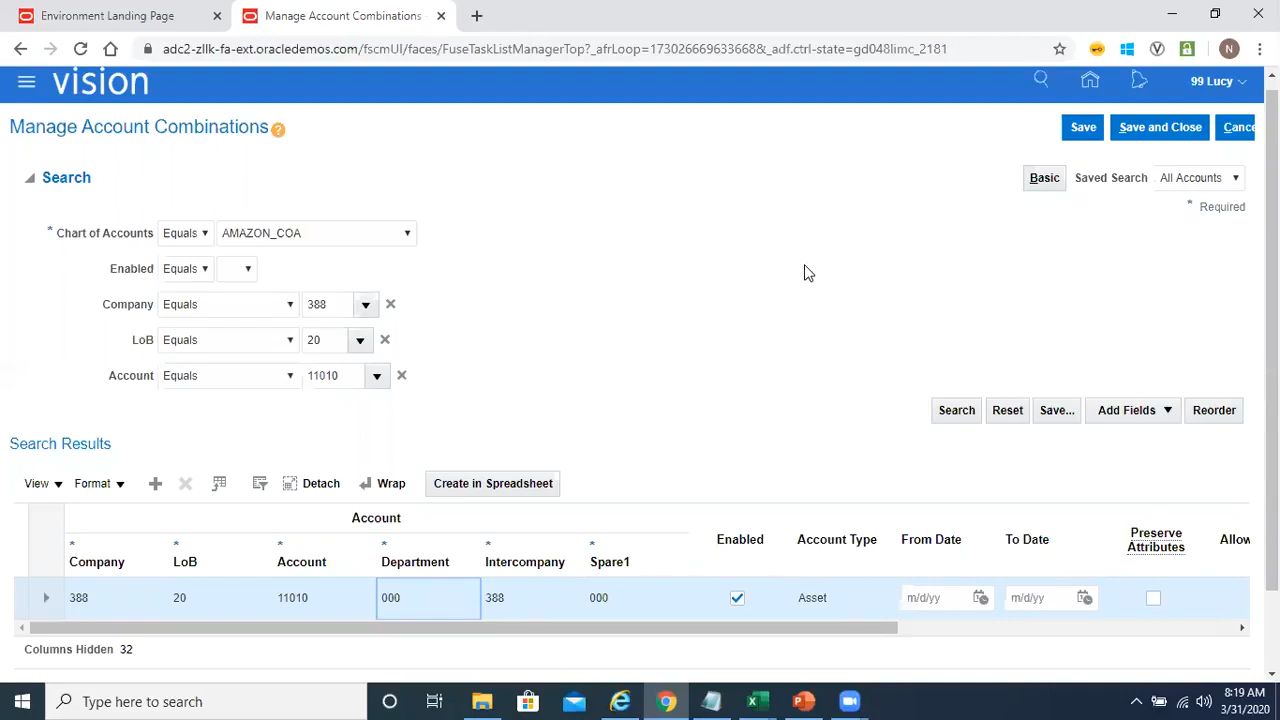 Environment Landing Page
Manage Account Combinations
adc2-zllk-fa-ext.oracledemos.com/fscmUI/faces/FuseTaskListManagerTop?_afrLoop=173026669633668&_adf.ctrl-state=gd048limc_2181
N
vision
99 Lucy
Manage Account Combinations
Save Save and Close Cance
Search
Basic Saved Search All Accounts
* Required
* Chart of Accounts Equals AMAZON_COA
Enabled Equals
Company Equals 388
LoB Equals 20
Account Equals 11010
Search Reset Save... Add Fields Reorder
Search Results
View Format Detach Wrap Create in Spreadsheet
Account
* Company * LoB * Account * Department * Intercompany * Spare1 Enabled Account Type From Date To Date Preserve Attributes Allow
388 20 11010 000 388 000 Asset m/d/yy m/d/yy
Columns Hidden 32
Type here to search
8:19 AM
3/31/2020